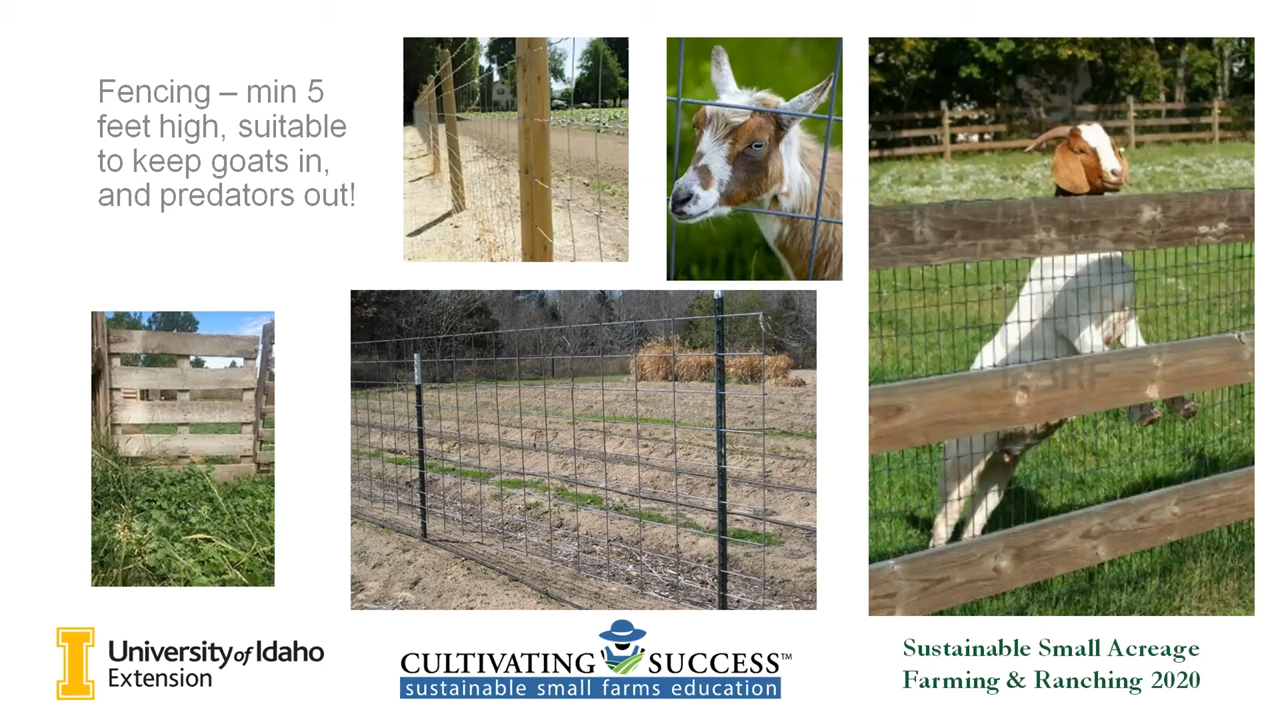 Fencing – min 5
feet high, suitable
to keep goats in,
and predators out!
University of Idaho
Extension
CULTIVATING SUCCESS™
sustainable small farms education
Sustainable Small Acreage
Farming & Ranching 2020